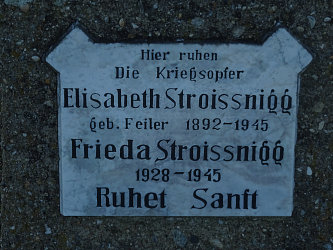 Hier ruhen
Die Kriegsopfer
Elisabeth Stroissnigg
geb. Feiler 1892-1945
Frieda Stroissnigg
1928-1945
Ruhet Sanft